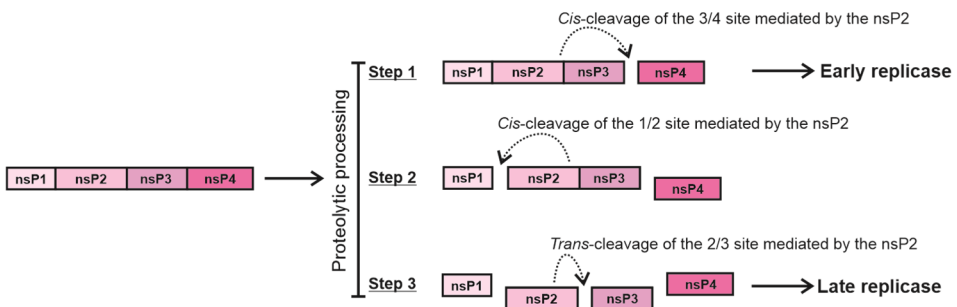 Cis-cleavage of the 3/4 site mediated by the nsP2
Step 1
nsP1 nsP2 nsP3 nsP4
Early replicase
Cis-cleavage of the 1/2 site mediated by the nsP2
nsP1 nsP2 nsP3 nsP4
Proteolytic processing
Step 2
nsP1 nsP2 nsP3
nsP4
Trans-cleavage of the 2/3 site mediated by the nsP2
Step 3
nsP1
nsP4
Late replicase
nsP2 nsP3